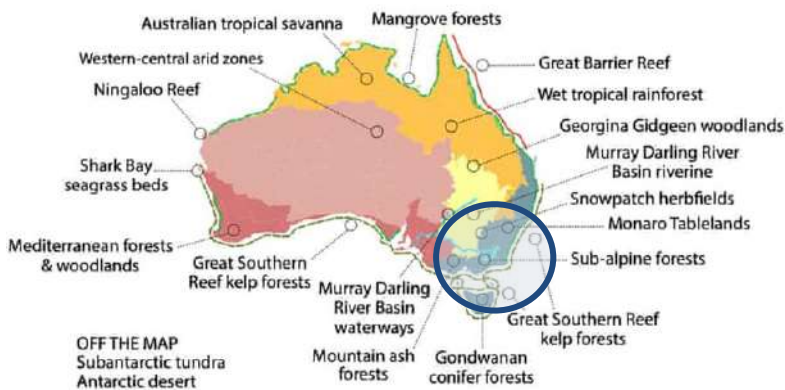 Australian tropical savanna
Mangrove forests
Western-central arid zones
Great Barrier Reef
Ningaloo Reef
Wet tropical rainforest
Georgina Gidgeen woodlands
Shark Bay
seagrass beds
Murray Darling River
Basin riverine
Snowpatch herbfields
Monaro Tablelands
Mediterranean forests
& woodlands
Great Southern
Reef kelp forests
Sub-alpine forests
Murray Darling
River Basin
waterways
Great Southern Reef
kelp forests
Mountain ash
forests
Gondwanan
conifer forests
OFF THE MAP
Subantarctic tundra
Antarctic desert